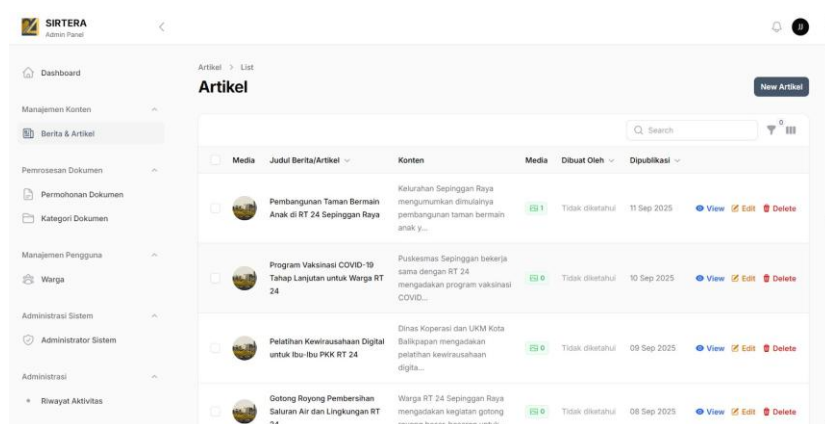 SIRTERA
Admin Panel
JJ
Dashboard
Manajemen Konten
Berita & Artikel
Pemrosesan Dokumen
Permohonan Dokumen
Kategori Dokumen
Manajemen Pengguna
Warga
Administrasi Sistem
Administrator Sistem
Administrasi
Riwayat Aktivitas
Artikel > List
Artikel
New Artikel
Search
0
Media Judul Berita/Artikel Konten Media Dibuat Oleh Dipublikasi
Pembangunan Taman Bermain
Anak di RT 24 Sepinggan Raya
Kelurahan Sepinggan Raya
mengumumkan dimulainya
pembangunan taman bermain
anak y...
1 Tidak diketahui 11 Sep 2025 View Edit Delete
Program Vaksinasi COVID-19
Tahap Lanjutan untuk Warga RT
24
Puskesmas Sepinggan bekerja
sama dengan RT 24
mengadakan program vaksinasi
COVID...
0 Tidak diketahui 10 Sep 2025 View Edit Delete
Pelatihan Kewirausahaan Digital
untuk Ibu-Ibu PKK RT 24
Dinas Koperasi dan UKM Kota
Balikpapan mengadakan
pelatihan kewirausahaan
digita...
0 Tidak diketahui 09 Sep 2025 View Edit Delete
Gotong Royong Pembersihan
Saluran Air dan Lingkungan RT
24
Warga RT 24 Sepinggan Raya
mengadakan kegiatan gotong
0 Tidak diketahui 08 Sep 2025 View Edit Delete